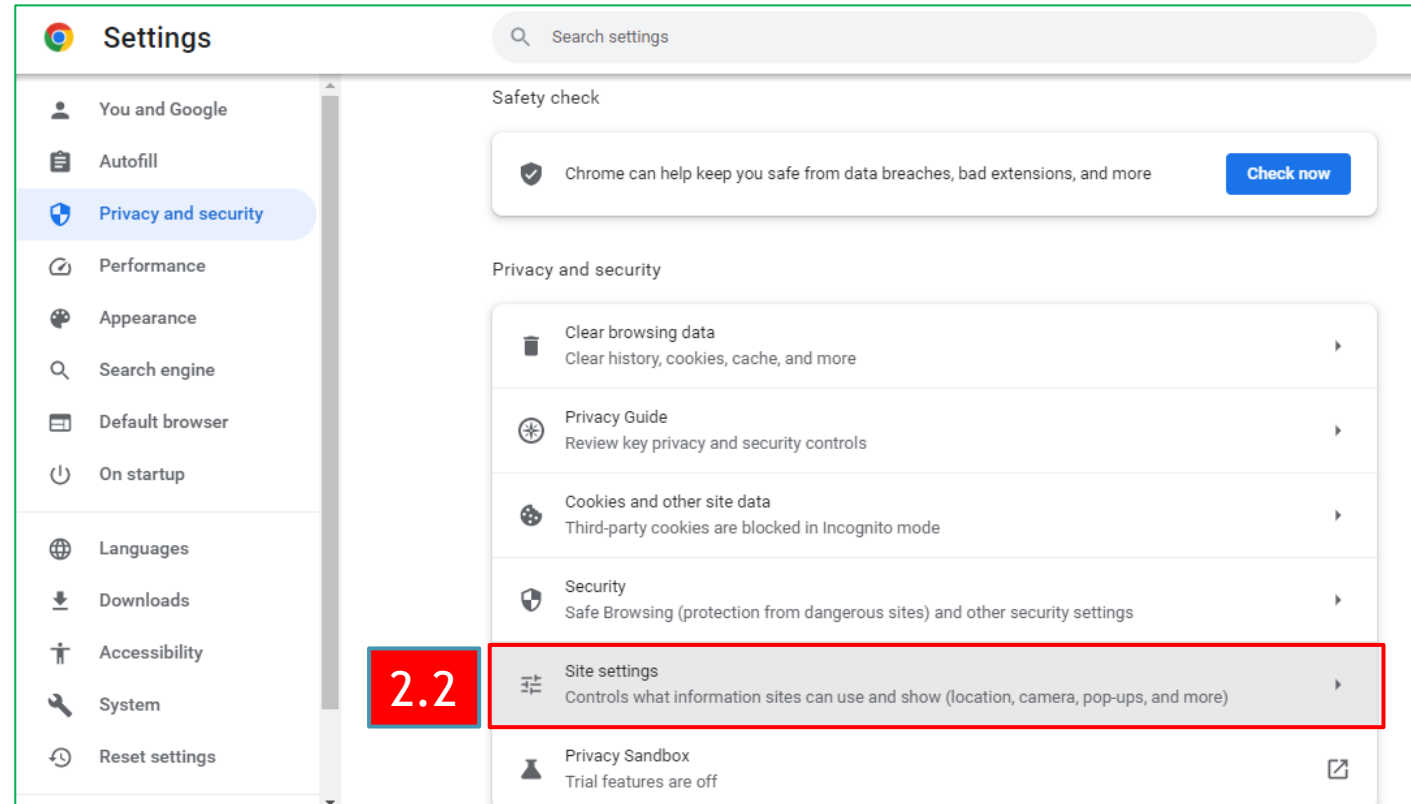 Settings
Search settings
You and Google
Autofill
Privacy and security
Performance
Appearance
Search engine
Default browser
On startup
Languages
Downloads
Accessibility
System
Reset settings
Safety check
Chrome can help keep you safe from data breaches, bad extensions, and more
Check now
Privacy and security
Clear browsing data
Clear history, cookies, cache, and more
Privacy Guide
Review key privacy and security controls
Cookies and other site data
Third-party cookies are blocked in Incognito mode
Security
Safe Browsing (protection from dangerous sites) and other security settings
2.2
Site settings
Controls what information sites can use and show (location, camera, pop-ups, and more)
Privacy Sandbox
Trial features are off